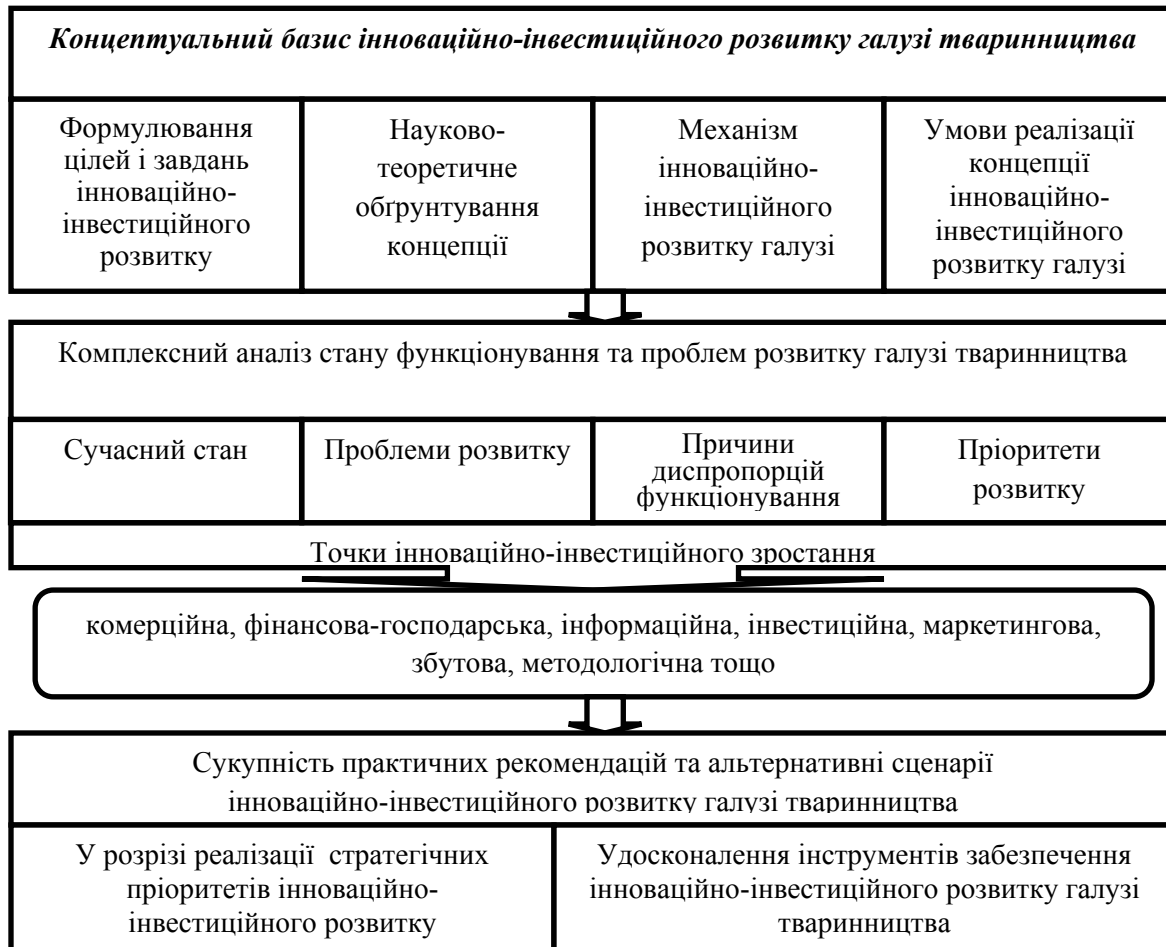 Концептуальний базис інноваційно-інвестиційного розвитку галузі тваринництва
Формулювання
цілей і завдань
інноваційно-
інвестиційного
розвитку
Науково-
теоретичне
обґрунтування
концепції
Механізм
інноваційно-
інвестиційного
розвитку галузі
Умови реалізації
концепції
інноваційно-
інвестиційного
розвитку галузі
Комплексний аналіз стану функціонування та проблем розвитку галузі тваринництва
Сучасний стан
Проблеми розвитку
Причини
диспропорцій
функціонування
Пріоритети
розвитку
Точки інноваційно-інвестиційного зростання
комерційна, фінансова-господарська, інформаційна, інвестиційна, маркетингова,
збутова, методологічна тощо
Сукупність практичних рекомендацій та альтернативні сценарії
інноваційно-інвестиційного розвитку галузі тваринництва
У розрізі реалізації стратегічних
пріоритетів інноваційно-
інвестиційного розвитку
Удосконалення інструментів забезпечення
інноваційно-інвестиційного розвитку галузі
тваринництва